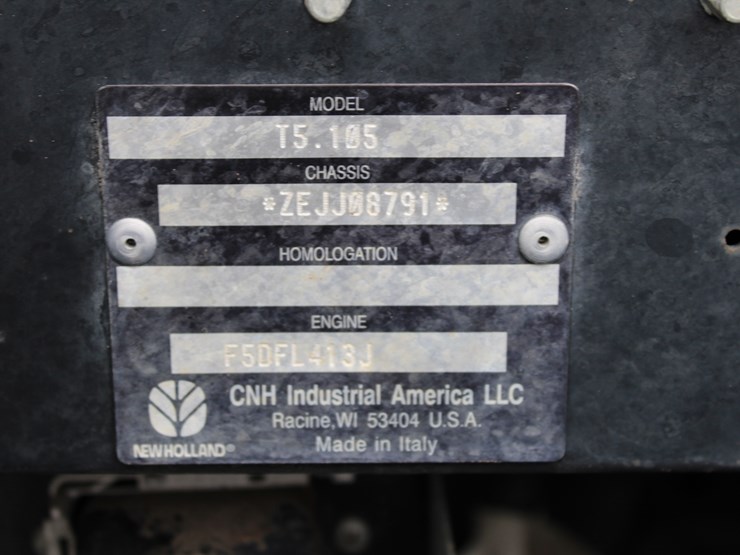 MODEL
T5.105
CHASSIS
*ZEJJ08791*
HOMOLOGATION
ENGINE
F5DFL413J
CNH Industrial America LLC
Racine,WI 53404 U.S.A.
Made in Italy
NEW HOLLAND®